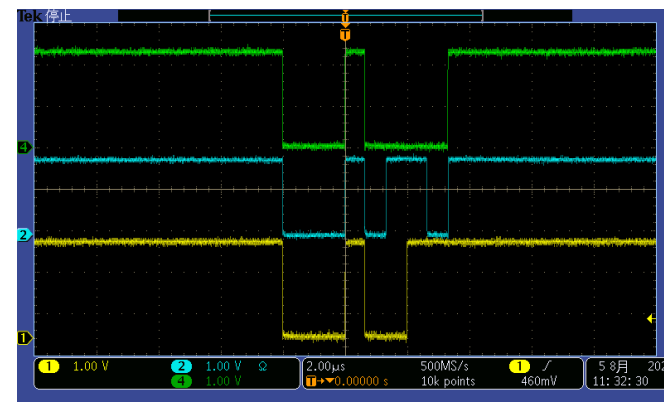 Tek 停止
T
T
4
2
1
1 1.00 V 2 1.00 V Ω 2.00μs 500MS/s 1 ∫ 5 8月 202
4 1.00 V T→▼0.00000 s 10k points 460mV 11:32:30